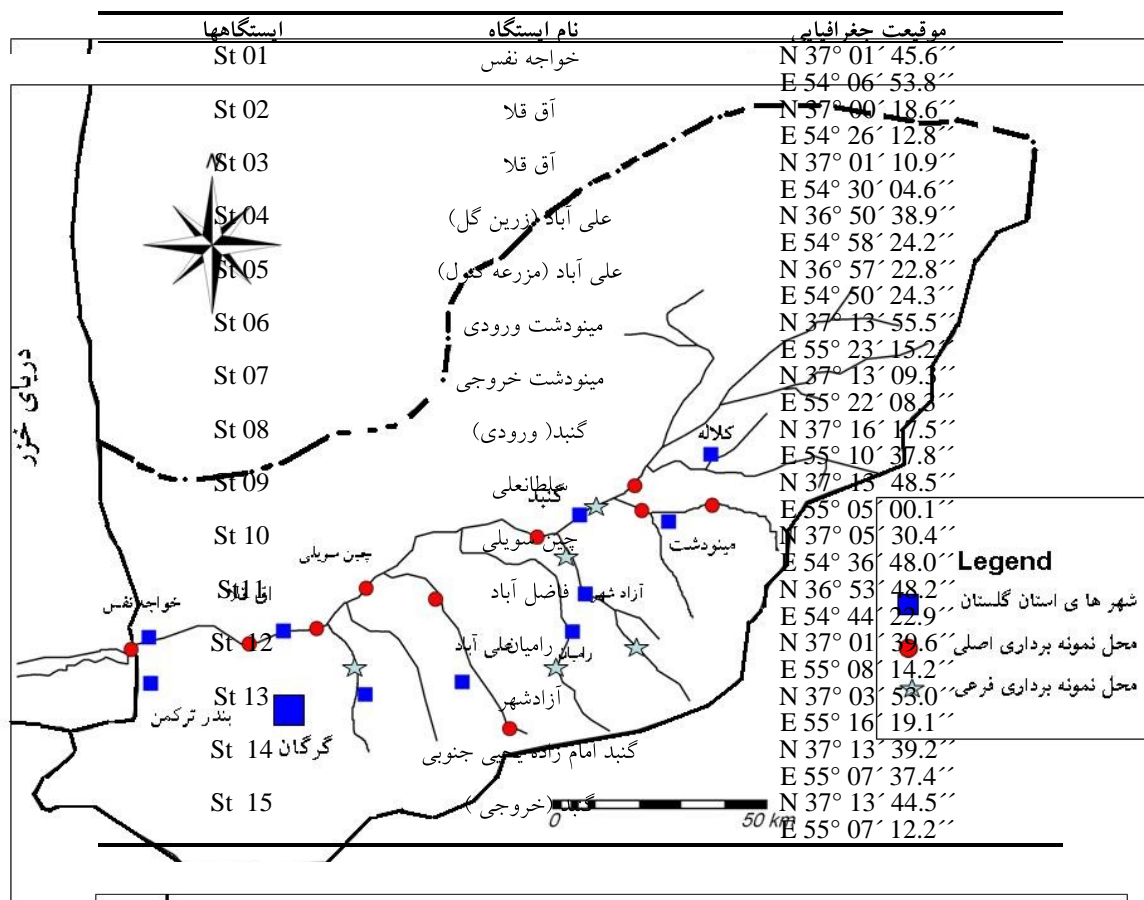 ایستگاهها نام ایستگاه موقیعت جغرافیایی
St 01 خواجه نفس N 37° 01´ 45.6´´
E 54° 06´ 53.8´´
St 02 آق قلا N 37° 00´ 18.6´´
E 54° 26´ 12.8´´
St 03 آق قلا N 37° 01´ 10.9´´
E 54° 30´ 04.6´´
St 04 علی آباد (زرین گل) N 36° 50´ 38.9´´
E 54° 58´ 24.2´´
St 05 علی آباد (مزرعه کتول) N 36° 57´ 22.8´´
E 54° 50´ 24.3´´
St 06 مینودشت ورودی N 37° 13´ 55.5´´
E 55° 23´ 15.2´´
St 07 مینودشت خروجی N 37° 13´ 09.3´´
E 55° 22´ 08.3´´
St 08 گنبد( ورودی) N 37° 16´ 17.5´´
E 55° 10´ 37.8´´
St 09 سلطانعلی N 37° 13´ 48.5´´
E 55° 05´ 00.1´´
St 10 چین سویلی N 37° 05´ 30.4´´
E 54° 36´ 48.0´´
St 11 فاضل آباد N 36° 53´ 48.2´´
E 54° 44´ 22.9´´
St 12 رامیان N 37° 01´ 39.6´´
E 55° 08´ 14.2´´
St 13 آزادشهر N 37° 03´ 53.0´´
E 55° 16´ 19.1´´
St 14 گنبد امام زاده یحیی جنوبی N 37° 13´ 39.2´´
E 55° 07´ 37.4´´
St 15 گنبد(خروجی ) N 37° 13´ 44.5´´
E 55° 07´ 12.2´´
N
دریای خزر
کلاله
گنبد
مینودشت
چین سویلی
آزاد شهر
خواجه نفس
اق قلا
علی آباد
رامیان
بندر ترکمن
گرگان
0 50 km
Legend
شهر ها ی استان گلستان
محل نمونه برداری اصلی
محل نمونه برداری فرعی